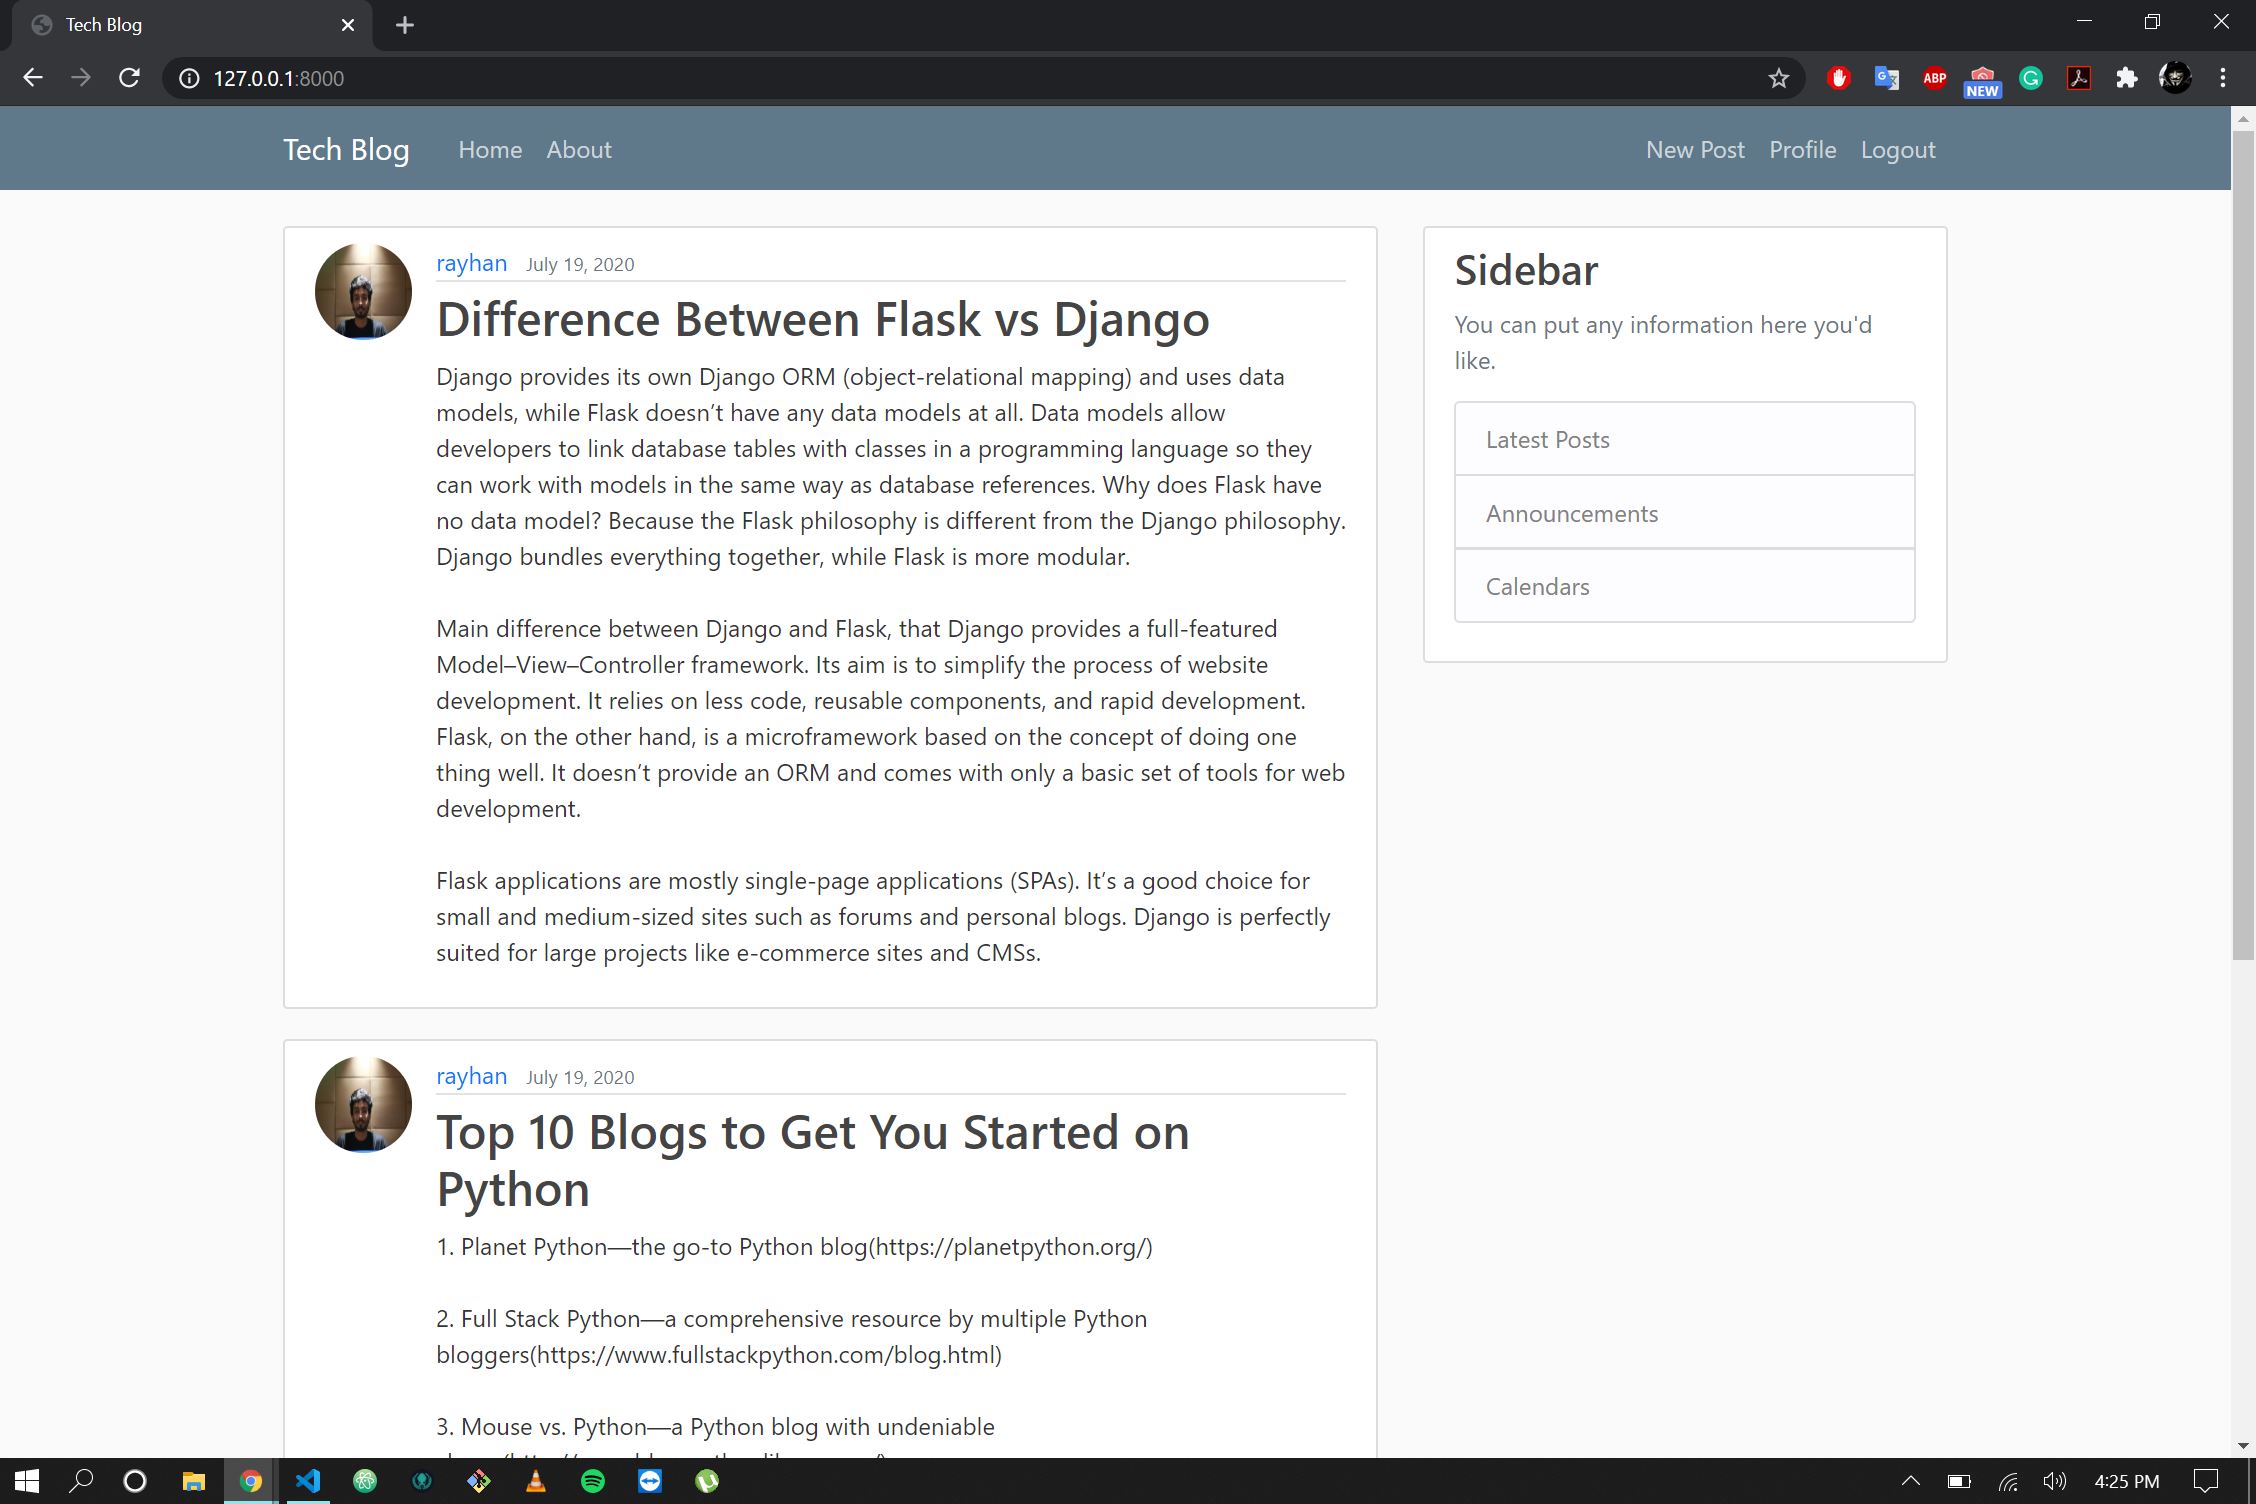 Tech Blog
127.0.0.1:8000
ABP
NEW
Tech Blog Home About New Post Profile Logout
rayhan July 19, 2020
Difference Between Flask vs Django
Django provides its own Django ORM (object-relational mapping) and uses data
models, while Flask doesn’t have any data models at all. Data models allow
developers to link database tables with classes in a programming language so they
can work with models in the same way as database references. Why does Flask have
no data model? Because the Flask philosophy is different from the Django philosophy.
Django bundles everything together, while Flask is more modular.
Main difference between Django and Flask, that Django provides a full-featured
Model–View–Controller framework. Its aim is to simplify the process of website
development. It relies on less code, reusable components, and rapid development.
Flask, on the other hand, is a microframework based on the concept of doing one
thing well. It doesn’t provide an ORM and comes with only a basic set of tools for web
development.
Flask applications are mostly single-page applications (SPAs). It’s a good choice for
small and medium-sized sites such as forums and personal blogs. Django is perfectly
suited for large projects like e-commerce sites and CMSs.
Sidebar
You can put any information here you'd
like.
Latest Posts
Announcements
Calendars
rayhan July 19, 2020
Top 10 Blogs to Get You Started on
Python
1. Planet Python—the go-to Python blog(https://planetpython.org/)
2. Full Stack Python—a comprehensive resource by multiple Python
bloggers(https://www.fullstackpython.com/blog.html)
3. Mouse vs. Python—a Python blog with undeniable
4:25 PM